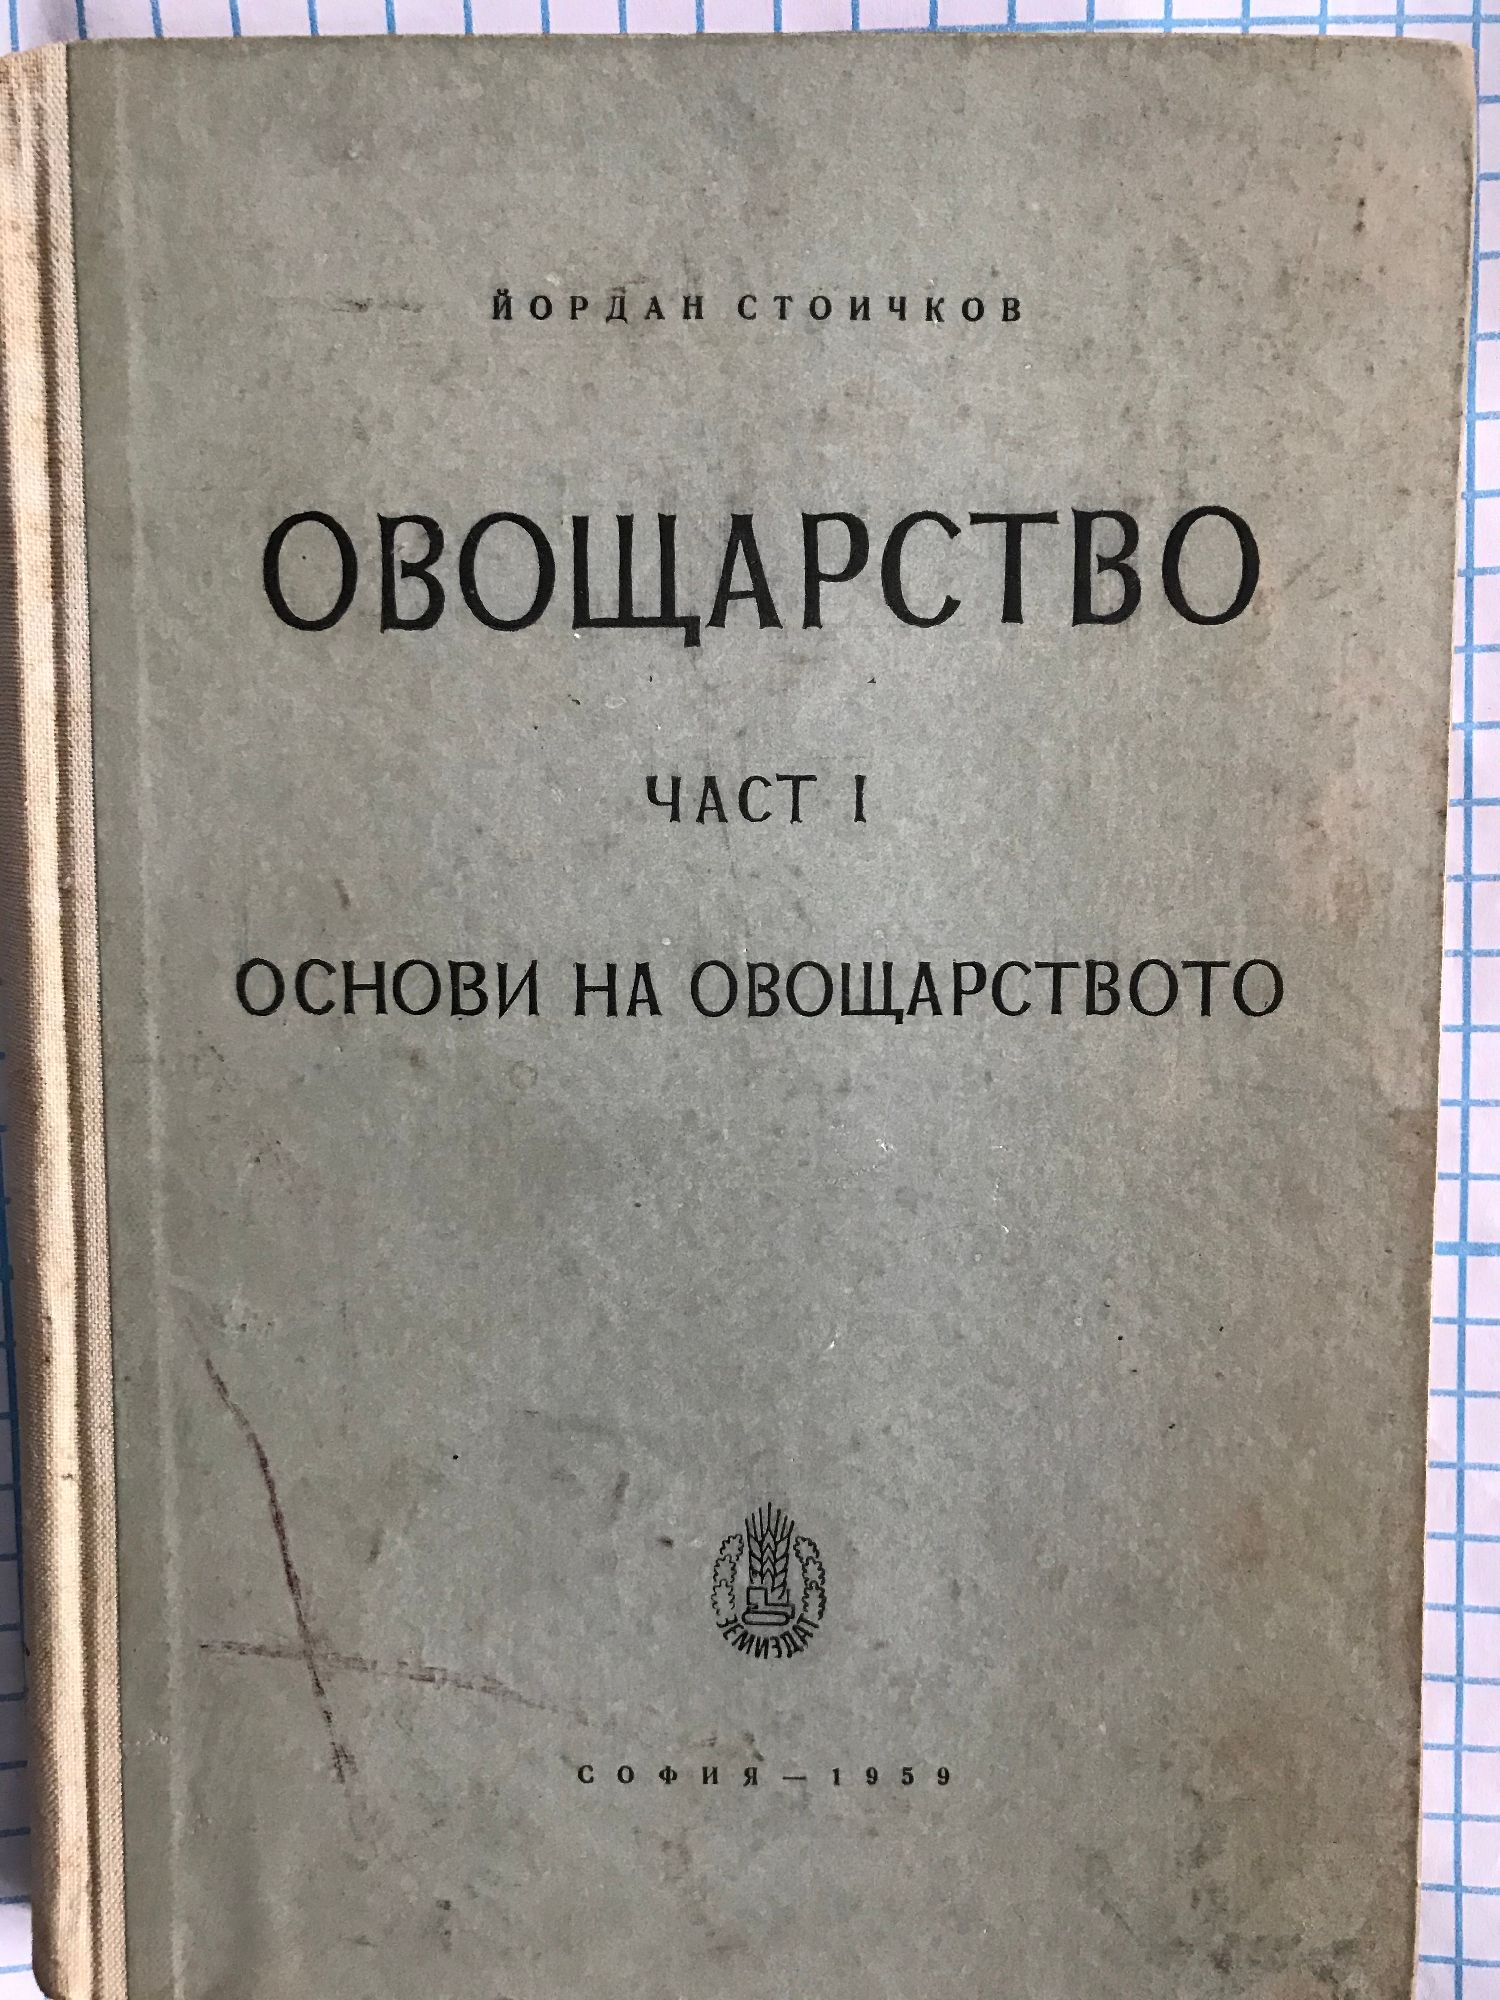 ЙОРДАН СТОИЧКОВ
ОВОЩАРСТВО
ЧАСТ I
ОСНОВИ НА ОВОЩАРСТВОТО
ЗЕМИЗДАТ
СОФИЯ — 1959